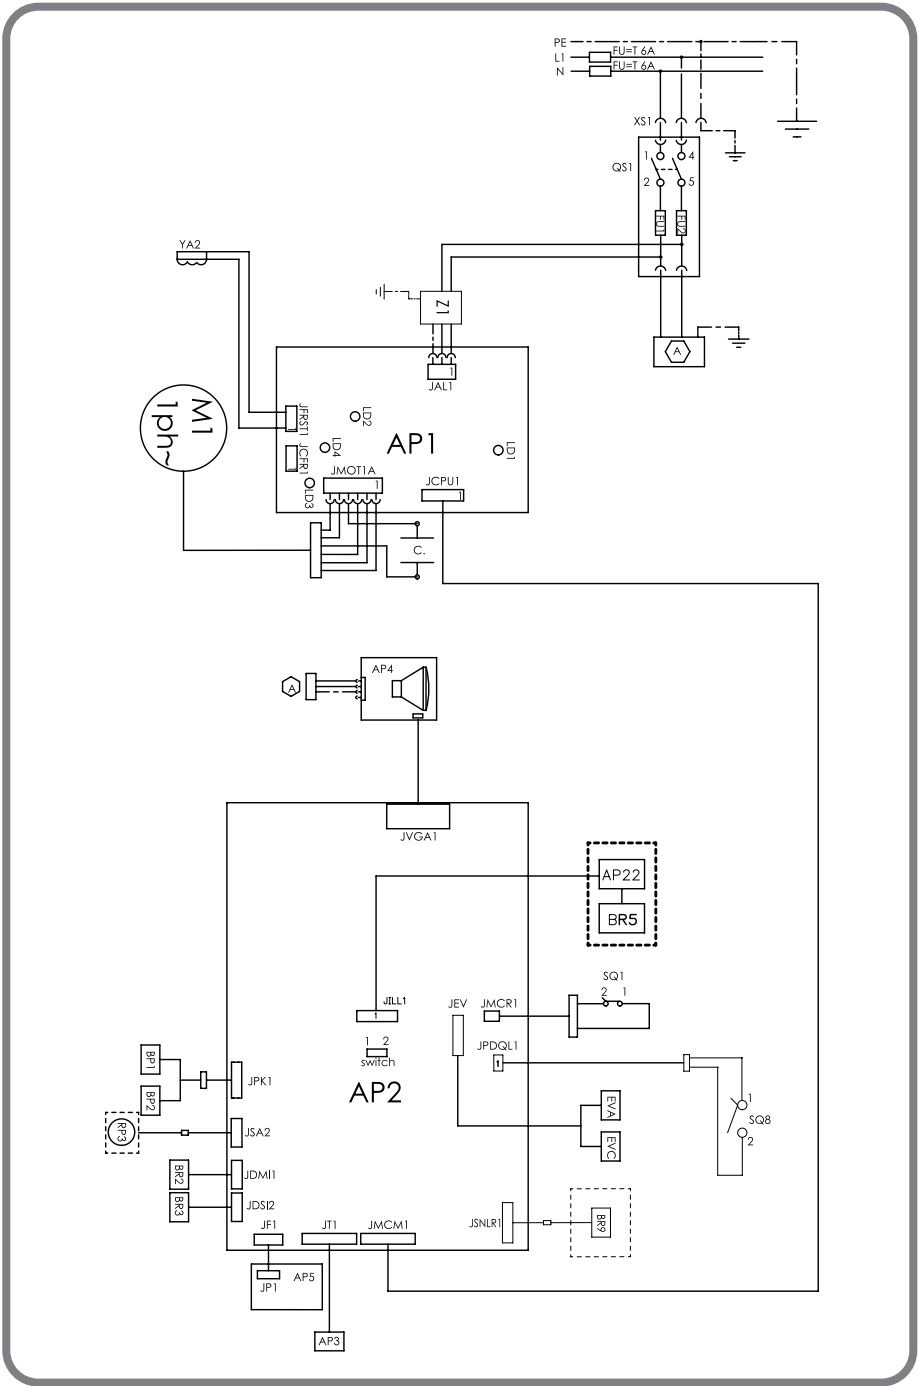 PE
L1 FU=T 6A
N FU=T 6A
XS1
QS1
1 4
2 5
FU1 FU2
YA2
Z1
A
1
JAL1
M1
1ph~
JFRST1
LD2
LD4
AP1
LD1
JCFR1
JMOT1A
1
JCPU1
1
LD3
C.
AP4
A
JVGA1
AP22
BR5
SQ1
2 1
JILL1
1
JEV
JMCR1
1 2
switch
JPDQL1
1
AP2
BP1
BP2
JPK1
EVA
EVC
1
SQ8
2
RP3
JSA2
BR2
JDMI1
BR3
JDSI2
JSNLR1
BR9
JF1
JT1
JMCM1
JP1
AP5
AP3